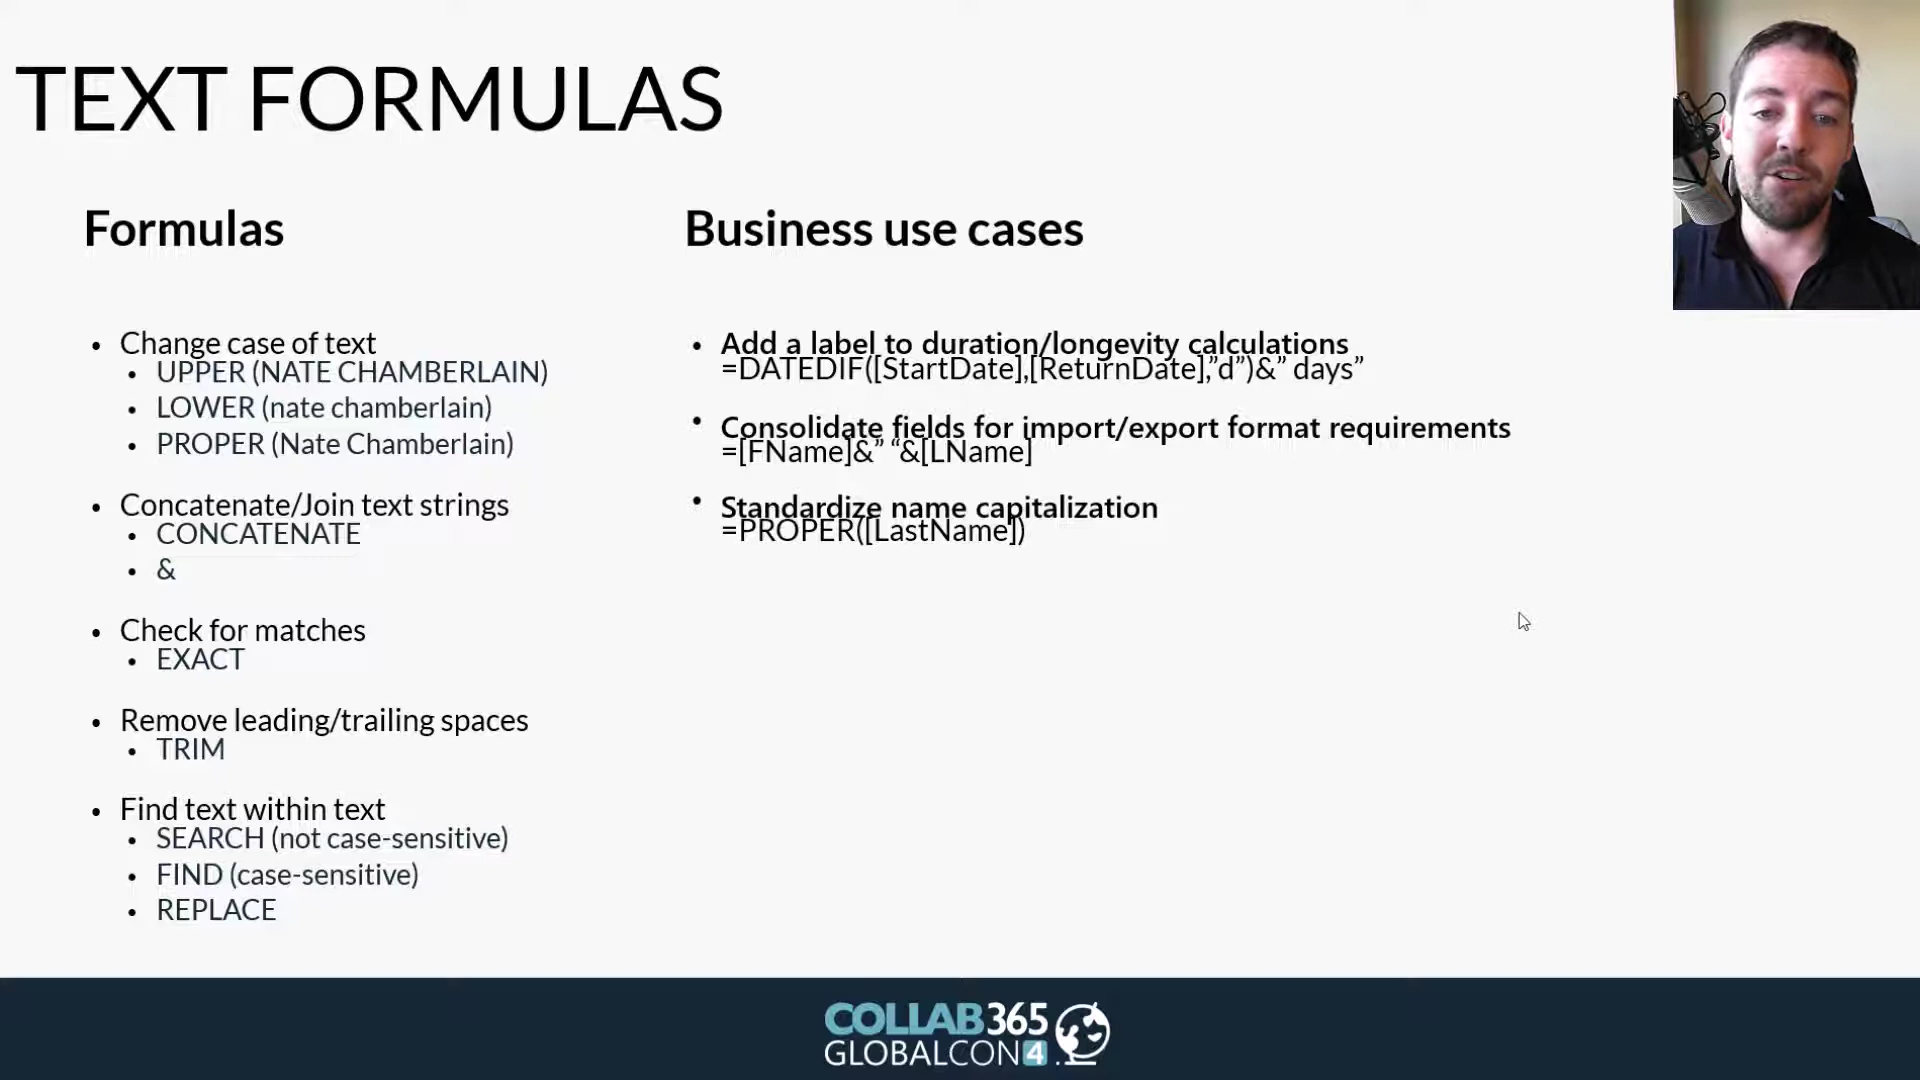 TEXT FORMULAS
Formulas
• Change case of text
• UPPER (NATE CHAMBERLAIN)
• LOWER (nate chamberlain)
• PROPER (Nate Chamberlain)
• Concatenate/Join text strings
• CONCATENATE
• &
• Check for matches
• EXACT
• Remove leading/trailing spaces
• TRIM
• Find text within text
• SEARCH (not case-sensitive)
• FIND (case-sensitive)
• REPLACE
Business use cases
• Add a label to duration/longevity calculations
=DATEDIF([StartDate],[ReturnDate],”d”)&” days”
• Consolidate fields for import/export format requirements
=[FName]&” “&[LName]
• Standardize name capitalization
=PROPER([LastName])
COLLAB365
GLOBALCON4